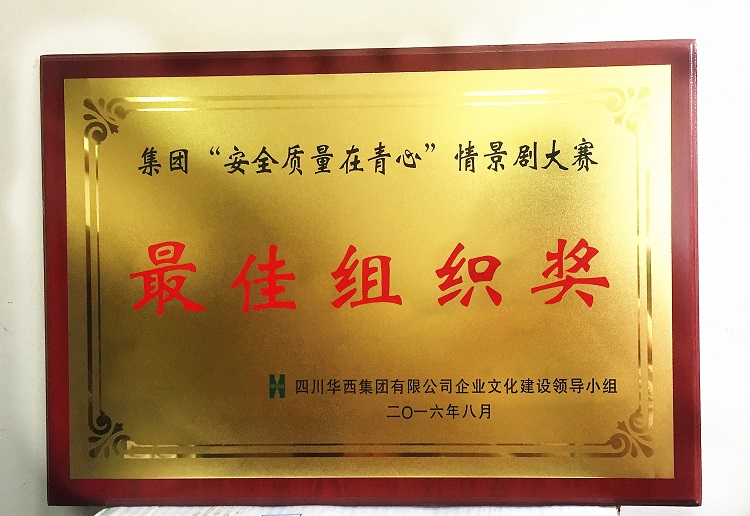 集团“安全质量在青心”情景剧大赛
最佳组织奖
四川华西集团有限公司企业文化建设领导小组
二〇一六年八月